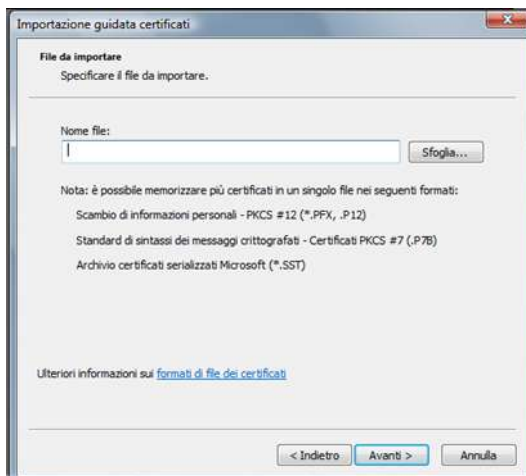 Importazione guidata certificati
File da importare
Specificare il file da importare.
Nome file:
Sfoglia...
Nota: è possibile memorizzare più certificati in un singolo file nei seguenti formati:
Scambio di informazioni personali - PKCS #12 (*.PFX, .P12)
Standard di sintassi dei messaggi crittografati - Certificati PKCS #7 (.P7B)
Archivio certificati serializzati Microsoft (*.SST)
Ulteriori informazioni sui formati di file dei certificati
< Indietro
Avanti >
Annulla